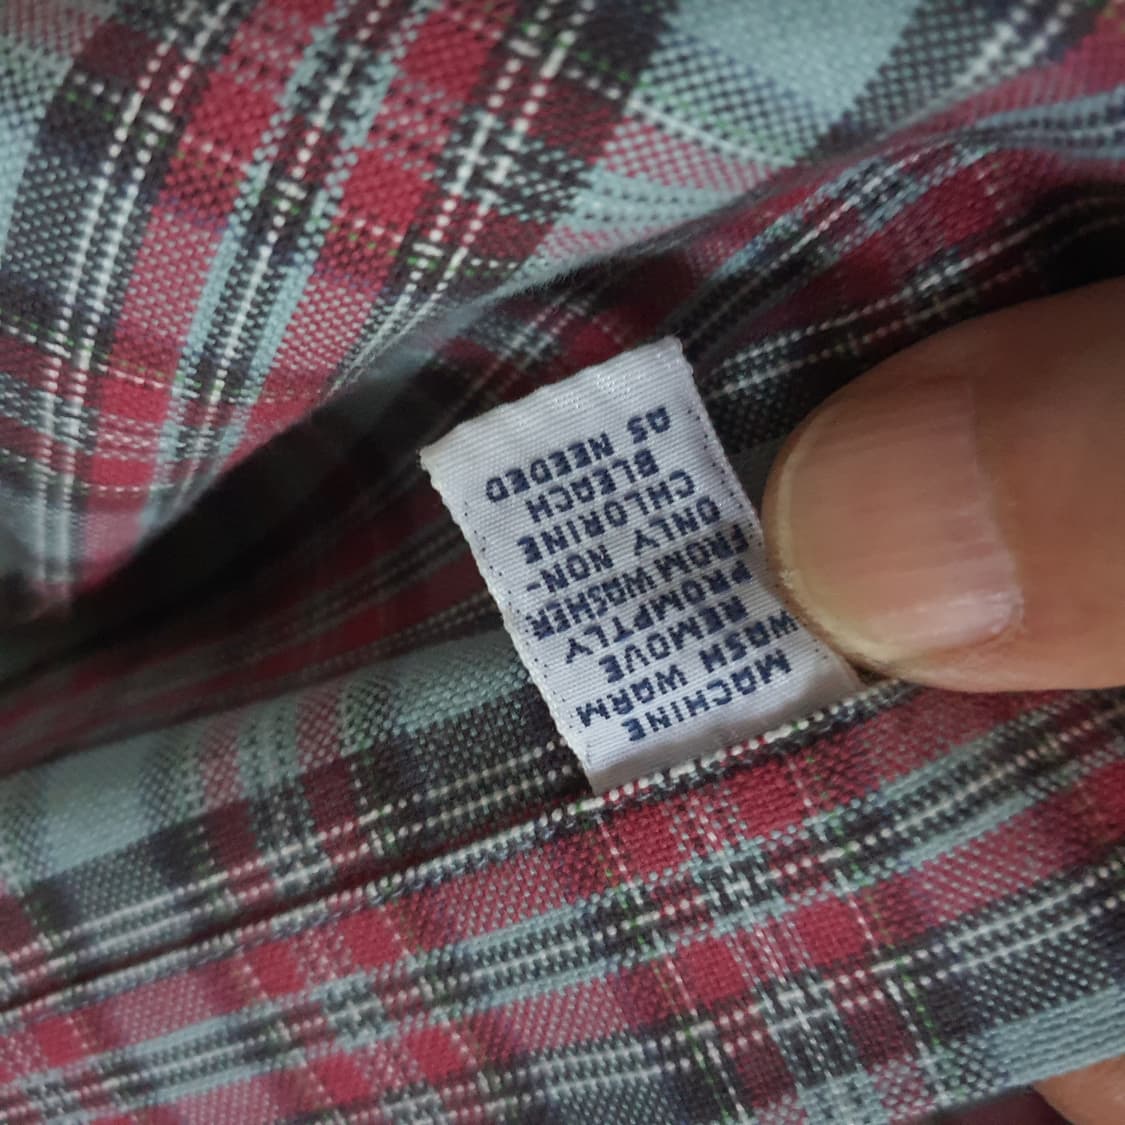 MACHINE
WASH WARM
REMOVE
PROMPTLY
FROM WASHER
ONLY NON-
CHLORINE
BLEACH
AS NEEDED